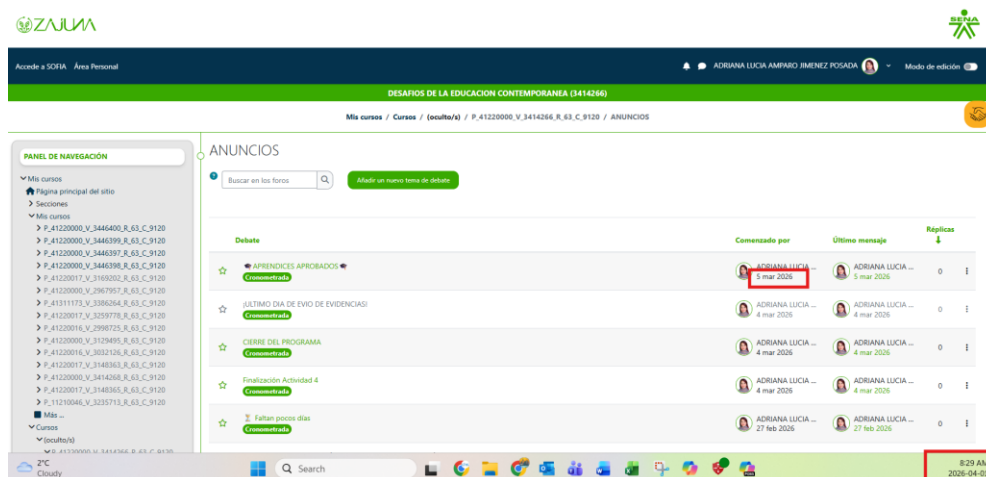 ZAJUNA
SENA
Accede a SOFIA Área Personal
ADRIANA LUCIA AMPARO JIMENEZ POSADA
Modo de edición
DESAFIOS DE LA EDUCACION CONTEMPORANEA (3414266)
Mis cursos / Cursos / (oculto/s) / P_41220000_V_3414266_R_63_C_9120 / ANUNCIOS
PANEL DE NAVEGACIÓN
Mis cursos
Página principal del sitio
Secciones
Mis cursos
P_41220000_V_3446400_R_63_C_9120
P_41220000_V_3446399_R_63_C_9120
P_41220000_V_3446397_R_63_C_9120
P_41220000_V_3446398_R_63_C_9120
P_41220017_V_3169202_R_63_C_9120
P_41220000_V_2967957_R_63_C_9120
P_41311173_V_3386264_R_63_C_9120
P_41220017_V_3259778_R_63_C_9120
P_41220016_V_2998725_R_63_C_9120
P_41220000_V_3129495_R_63_C_9120
P_41220016_V_3032126_R_63_C_9120
P_41220017_V_3148363_R_63_C_9120
P_41220000_V_3414268_R_63_C_9120
P_41220017_V_3148365_R_63_C_9120
P_11210046_V_3235713_R_63_C_9120
Más ...
Cursos
(oculto/s)
P_41220000_V_3414266_R_63_C_9120
ANUNCIOS
Buscar en los foros
Añadir un nuevo tema de debate
Debate Comenzado por Último mensaje Réplicas
APRENDICES APROBADOS ADRIANA LUCIA ... ADRIANA LUCIA ... 0
Cronometrada 5 mar 2026 5 mar 2026
¡ULTIMO DIA DE EVIO DE EVIDENCIAS! ADRIANA LUCIA ... ADRIANA LUCIA ... 0
Cronometrada 4 mar 2026 4 mar 2026
CIERRE DEL PROGRAMA ADRIANA LUCIA ... ADRIANA LUCIA ... 0
Cronometrada 4 mar 2026 4 mar 2026
Finalización Actividad 4 ADRIANA LUCIA ... ADRIANA LUCIA ... 0
Cronometrada 4 mar 2026 4 mar 2026
Faltan pocos días ADRIANA LUCIA ... ADRIANA LUCIA ... 0
Cronometrada 27 feb 2026 27 feb 2026
2°C
Cloudy
Search
8:29 AM